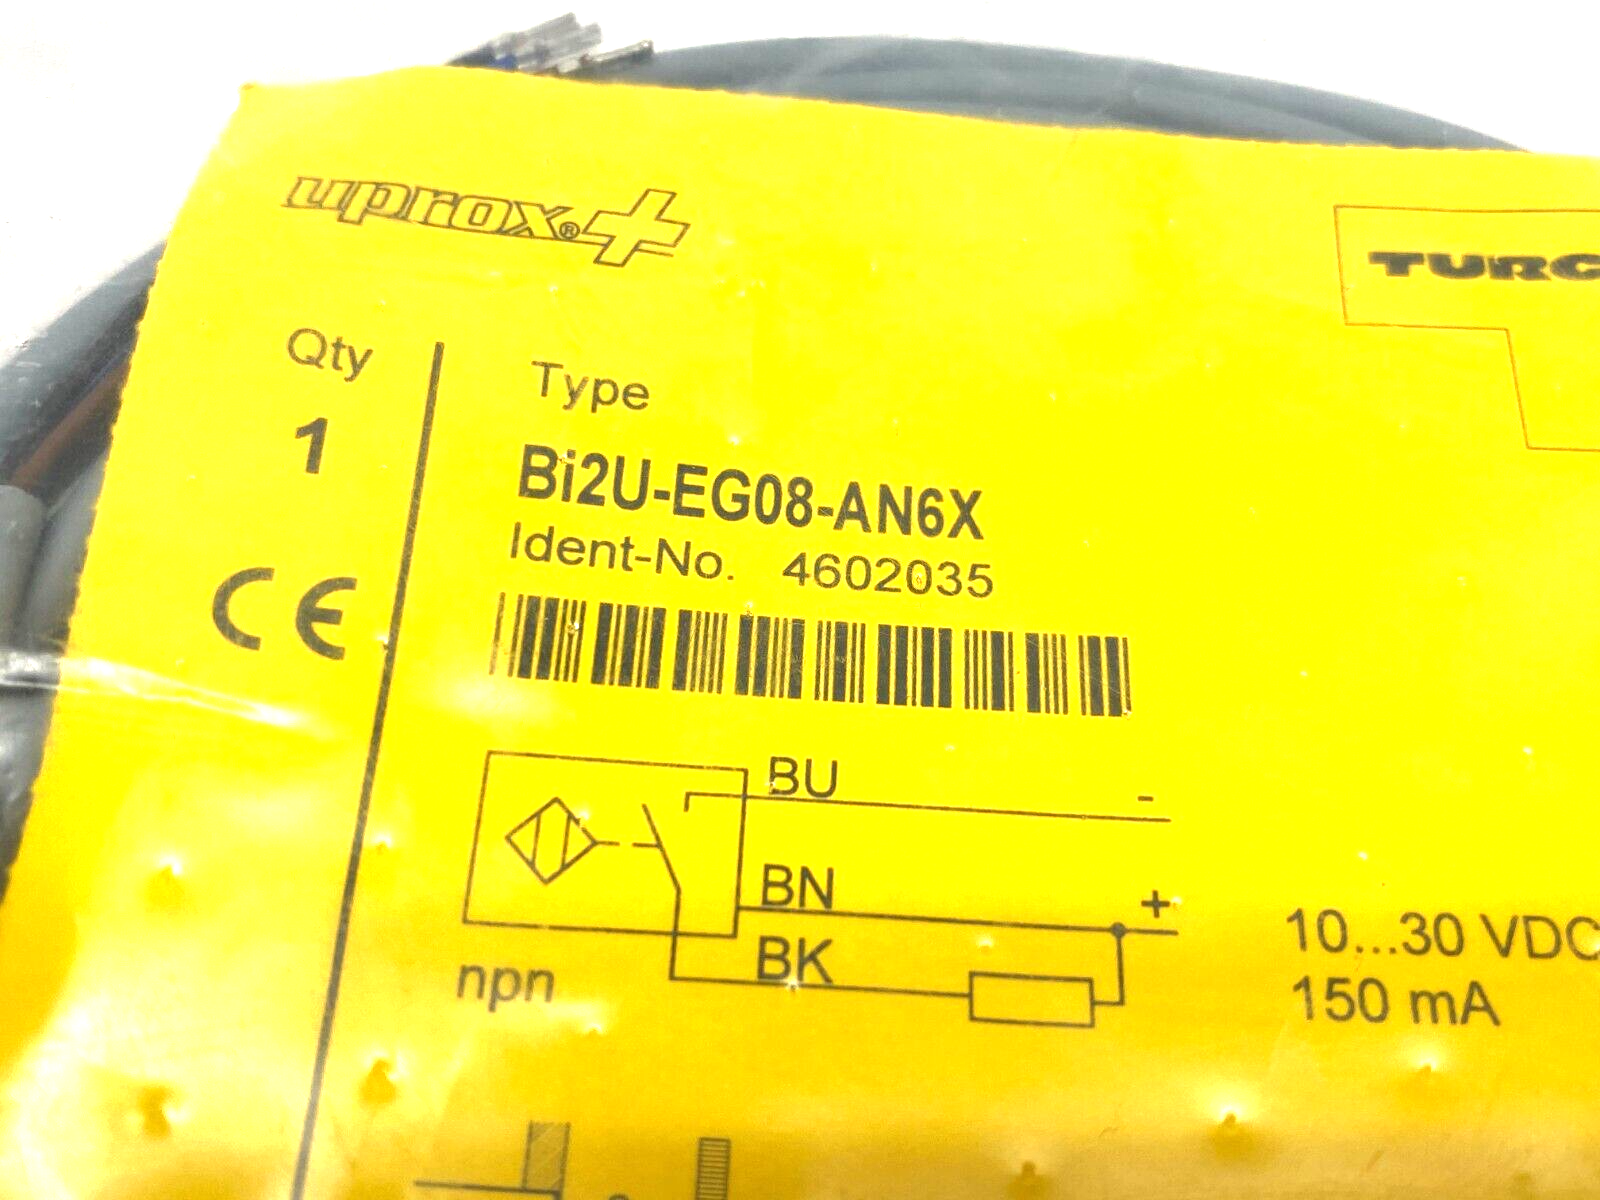 uprox®+
TURC
Qty
Type
1
Bi2U-EG08-AN6X
Ident-No. 4602035
CE
BU
-
BN
+
10...30 VDC
BK
npn
150 mA